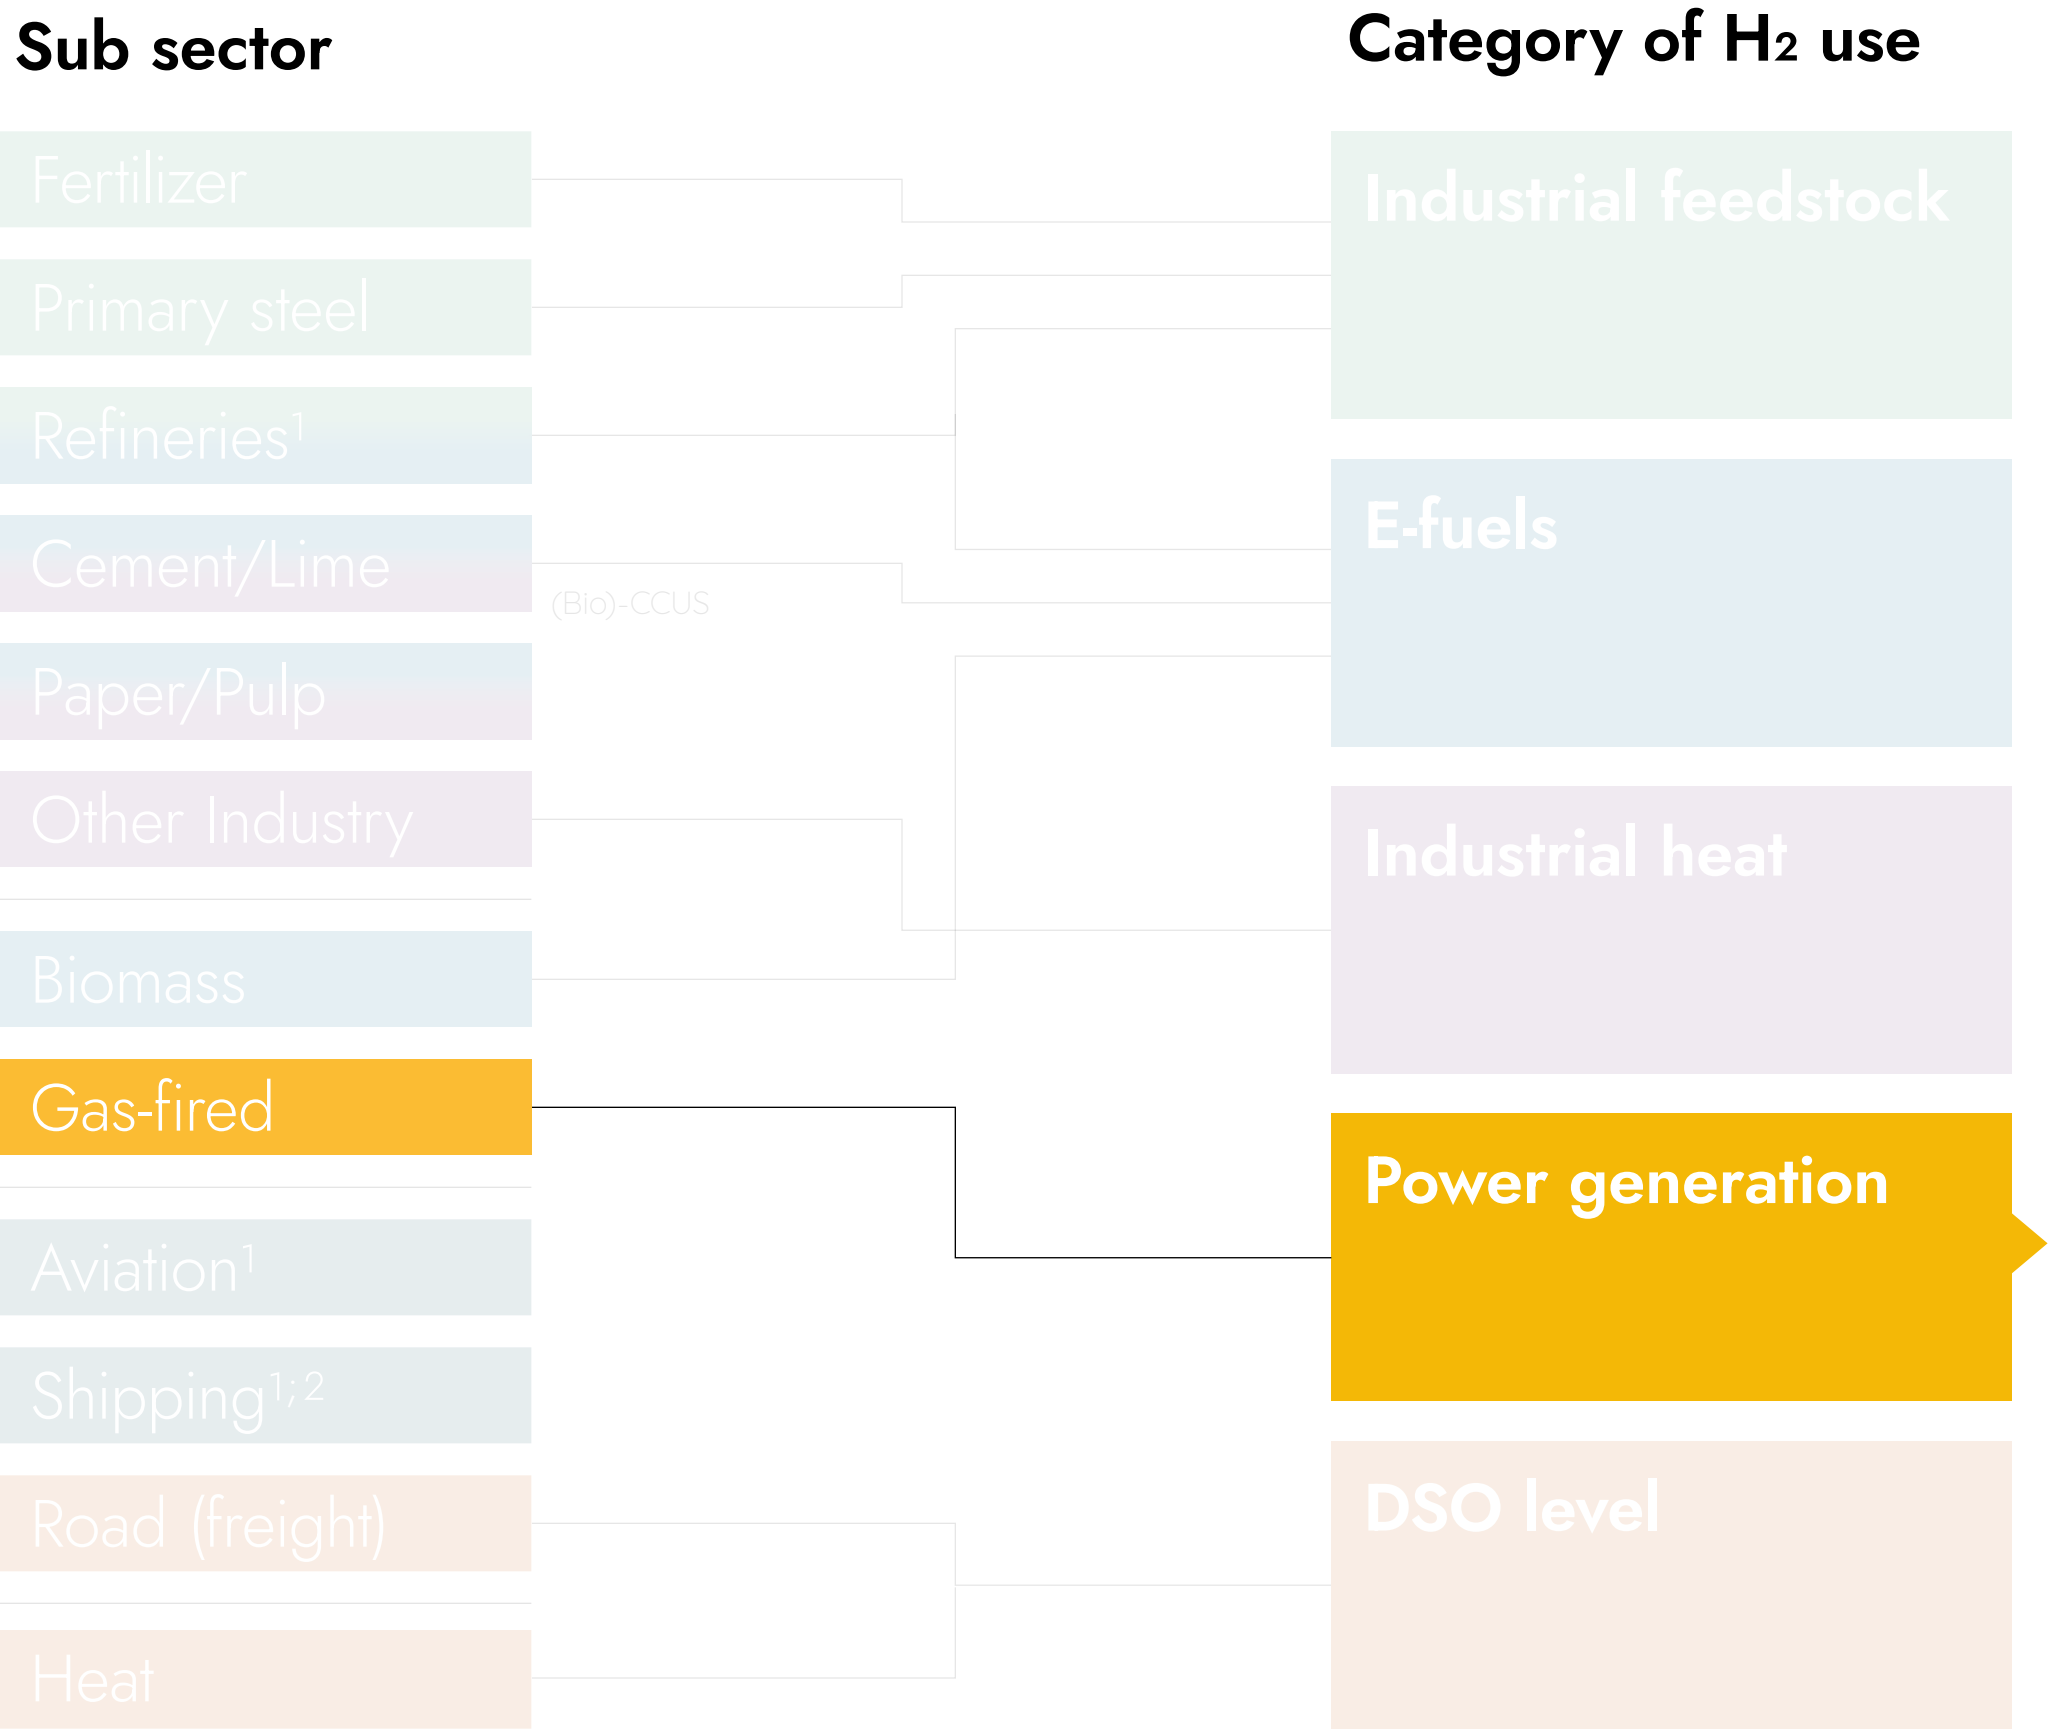 Sub sector
Category of H₂ use
Fertilizer
Primary steel
Refineries¹
Cement/Lime
(Bio)-CCUS
Paper/Pulp
Other Industry
Biomass
Gas-fired
Aviation¹
Shipping¹;²
Road (freight)
Heat
Industrial feedstock
E-fuels
Industrial heat
Power generation
DSO level